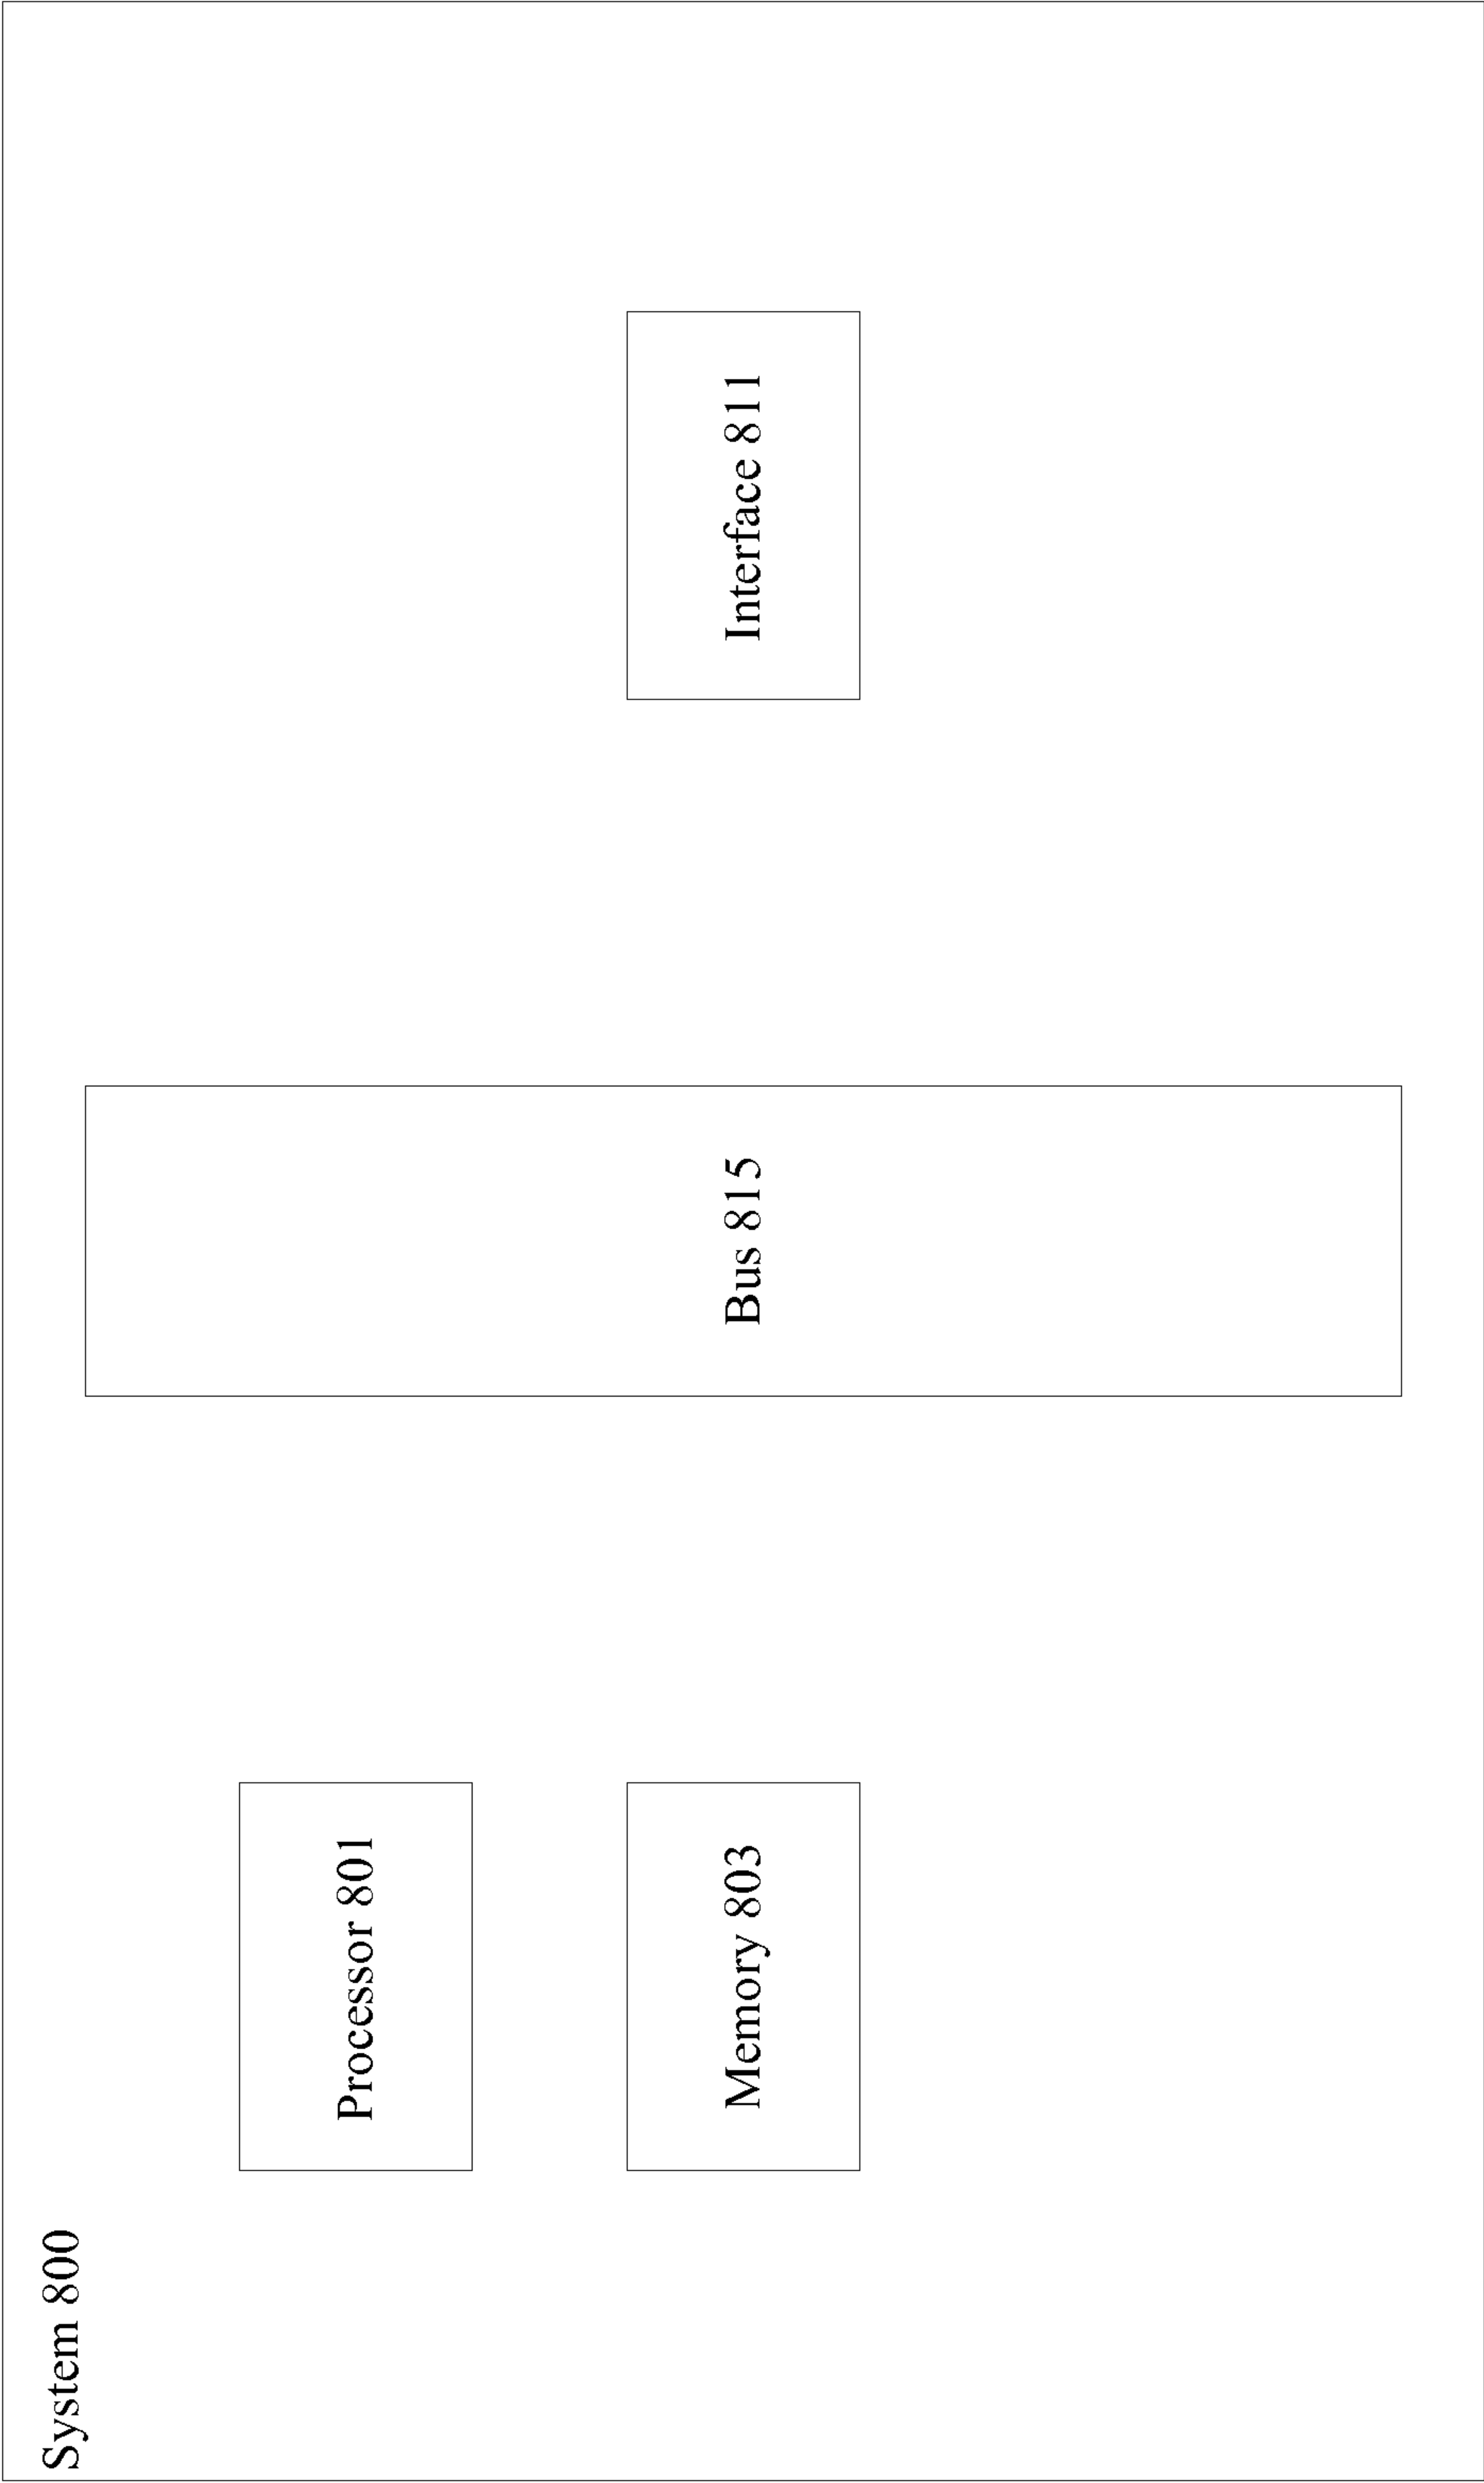 System 800
Processor 801
Memory 803
Bus 815
Interface 811